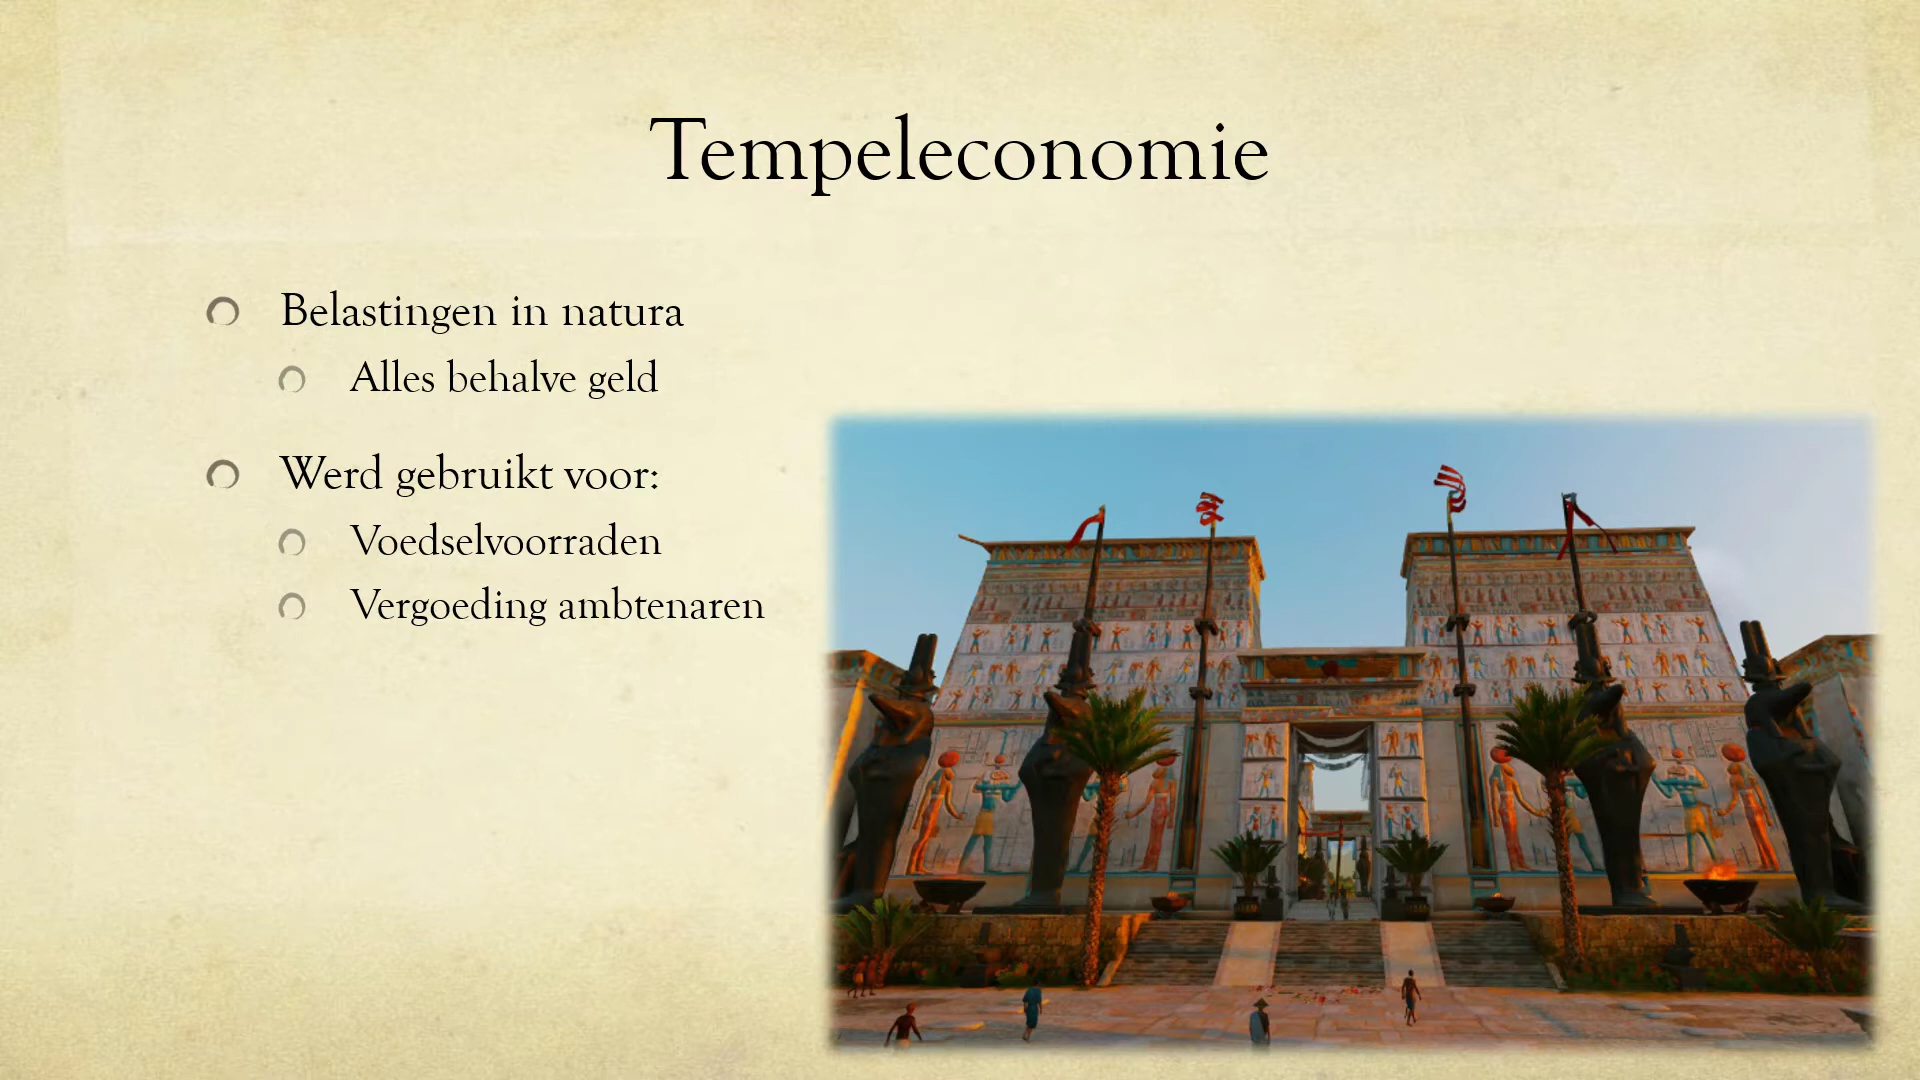 Tempeleconomie
Belastingen in natura
Alles behalve geld
Werd gebruikt voor:
Voedselvoorraden
Vergoeding ambtenaren